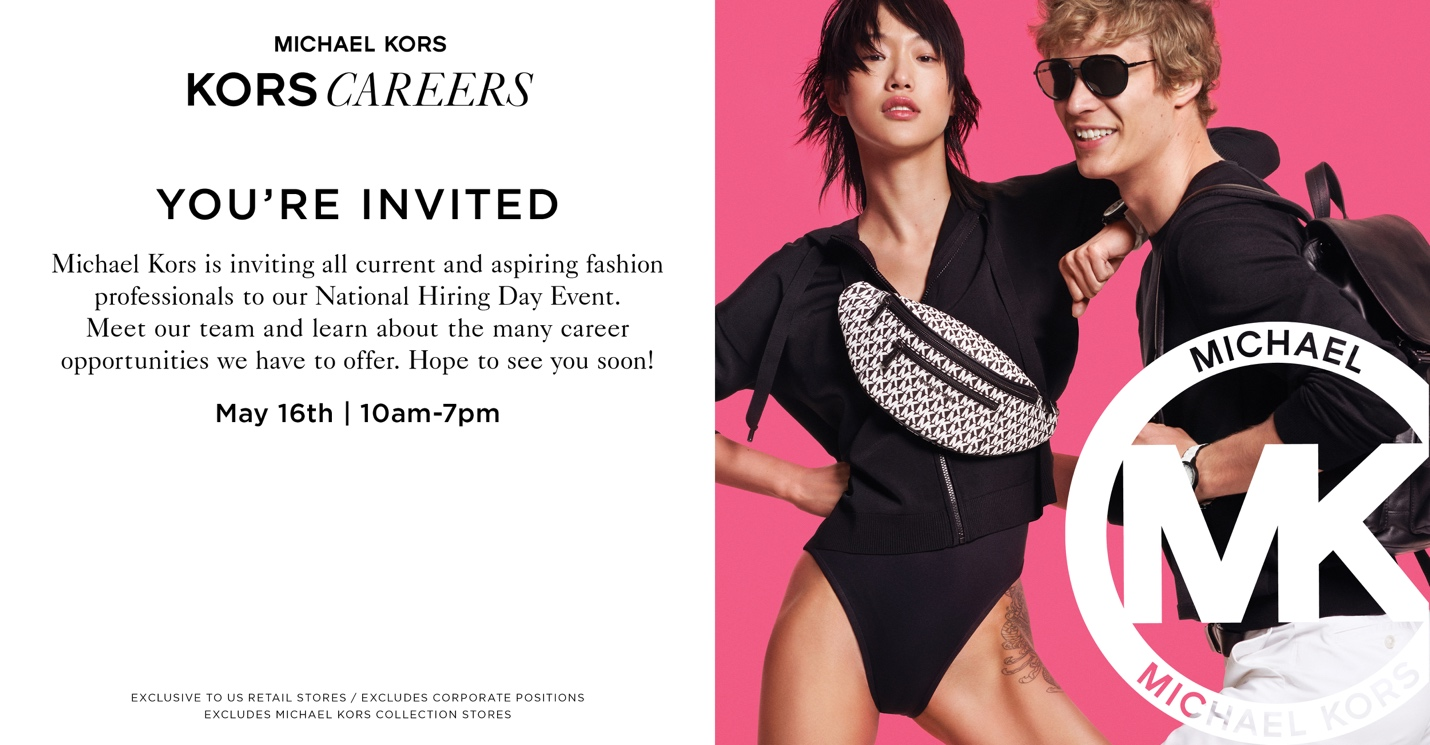 MICHAEL KORS
KORS CAREERS
YOU'RE INVITED
Michael Kors is inviting all current and aspiring fashion
professionals to our National Hiring Day Event.
Meet our team and learn about the many career
opportunities we have to offer. Hope to see you soon!
May 16th | 10am-7pm
EXCLUSIVE TO US RETAIL STORES / EXCLUDES CORPORATE POSITIONS
EXCLUDES MICHAEL KORS COLLECTION STORES
MICHAEL
MK
MICHAEL KORS